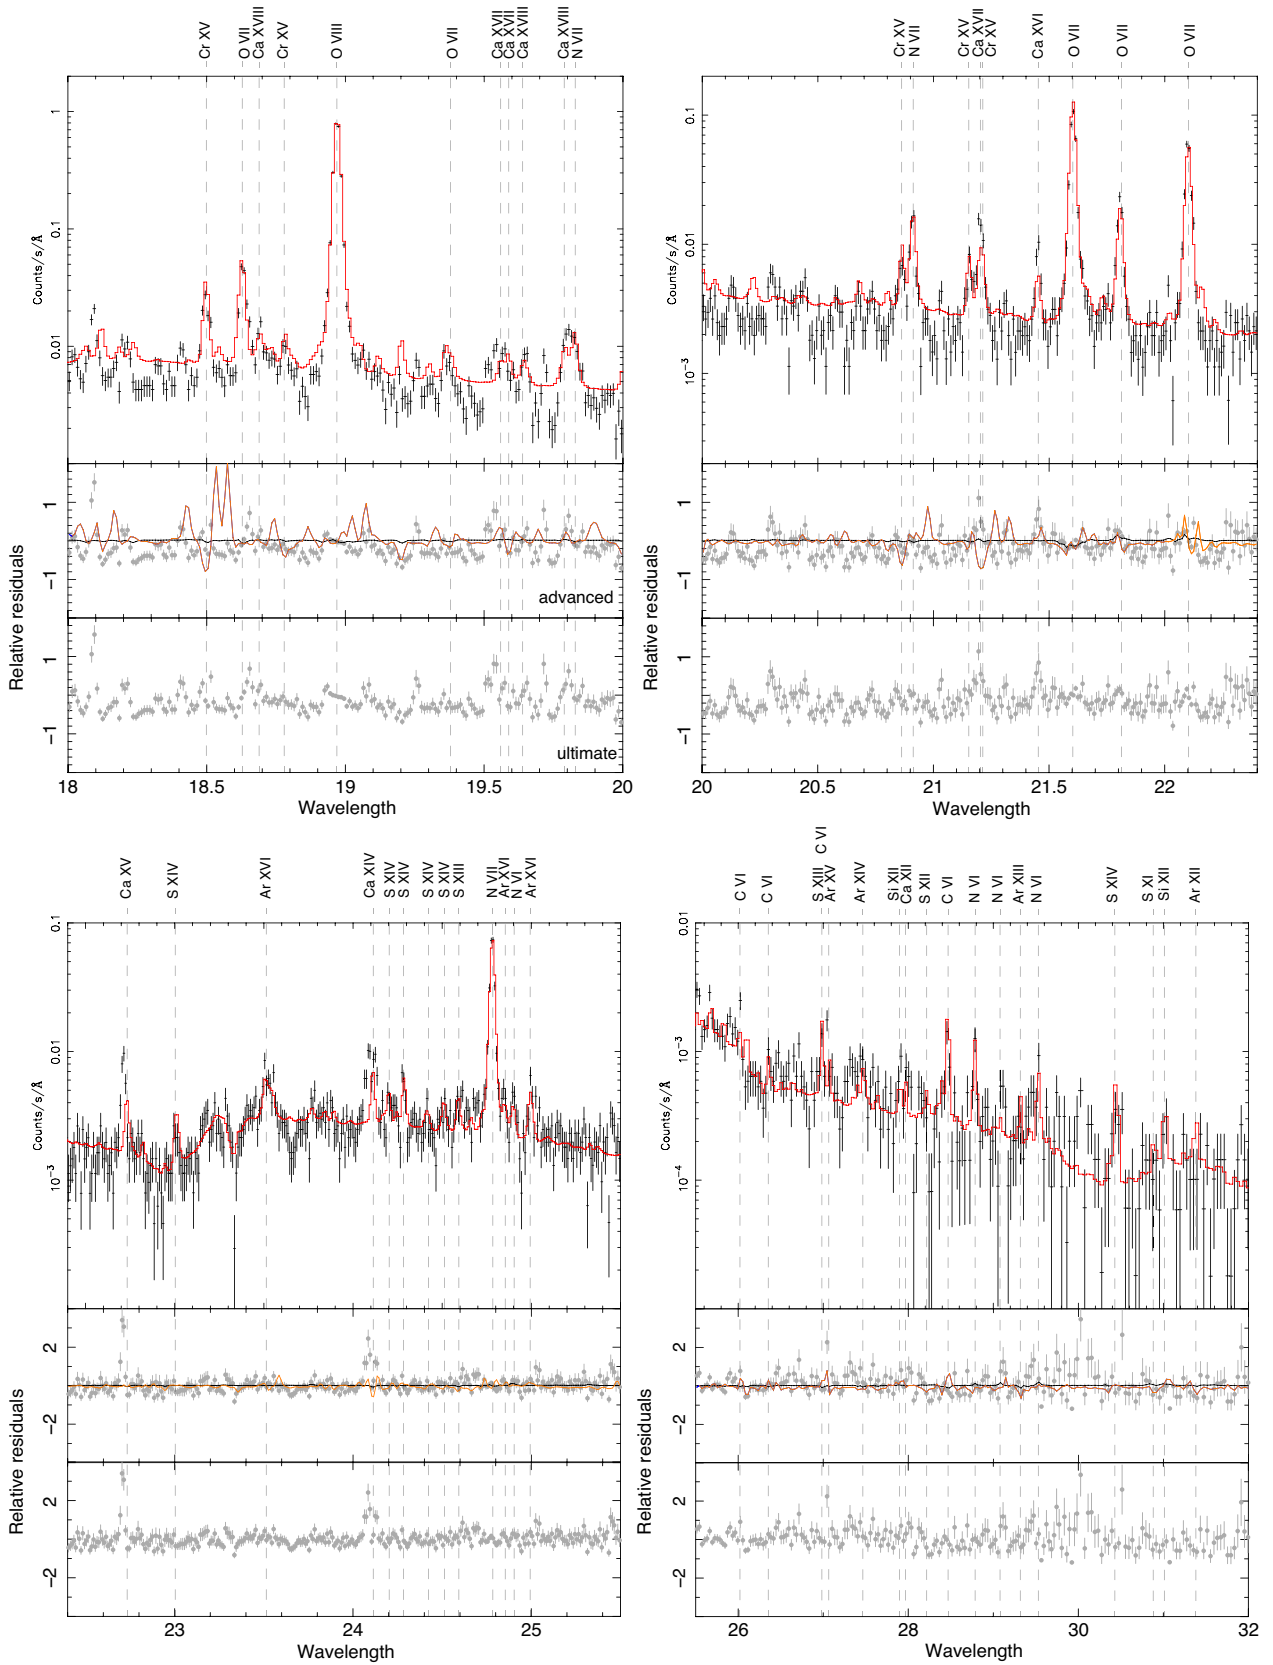 Cr XV
O VII
Ca XVIII
Cr XV
O VIII
O VII
Ca XVII
Ca XVII
Ca XVIII
Ca XVIII
N VII
1
0.1
0.01
Counts/s/Å
1
−1
advanced
1
−1
ultimate
Relative residuals
18
18.5
19
19.5
20
Wavelength
Cr XV
N VII
Cr XV
Ca XVII
Cr XV
Ca XVI
O VII
O VII
O VII
0.1
0.01
10−3
Counts/s/Å
1
−1
1
−1
Relative residuals
20
20.5
21
21.5
22
Wavelength
Ca XV
S XIV
Ar XVI
Ca XIV
S XIV
S XIV
S XIV
S XIV
S XIII
N VII
Ar XVI
N VI
Ar XVI
0.1
0.01
10−3
Counts/s/Å
2
−2
2
−2
Relative residuals
23
24
25
Wavelength
C VI
C VI
S XIII
C VI
Ar XV
Ar XIV
Si XII
Ca XII
S XII
C VI
N VI
N VI
Ar XIII
N VI
S XIV
S XI
Si XII
Ar XII
0.01
10−3
10−4
Counts/s/Å
2
−2
2
−2
Relative residuals
26
27
28
29
30
31
32
Wavelength